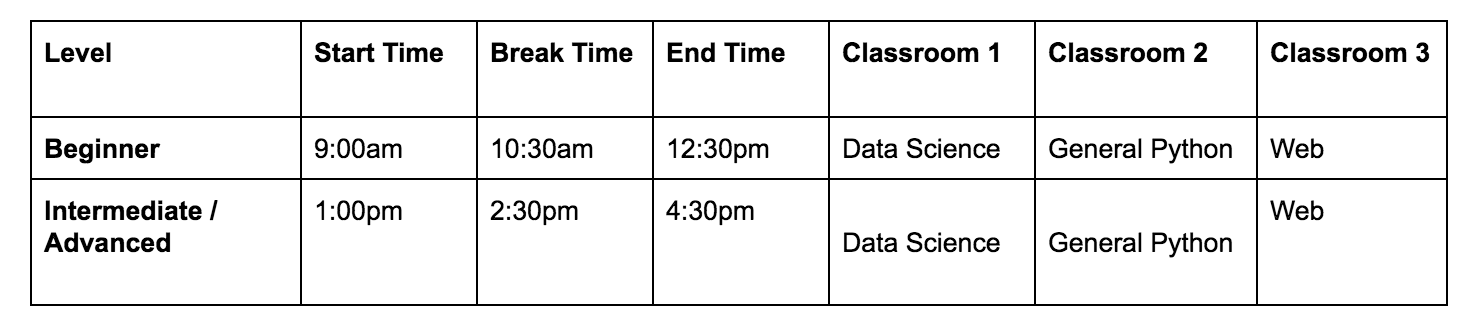 Level Start Time Break Time End Time Classroom 1 Classroom 2 Classroom 3
Beginner 9:00am 10:30am 12:30pm Data Science General Python Web
Intermediate / 1:00pm 2:30pm 4:30pm Web
Advanced Data Science General Python